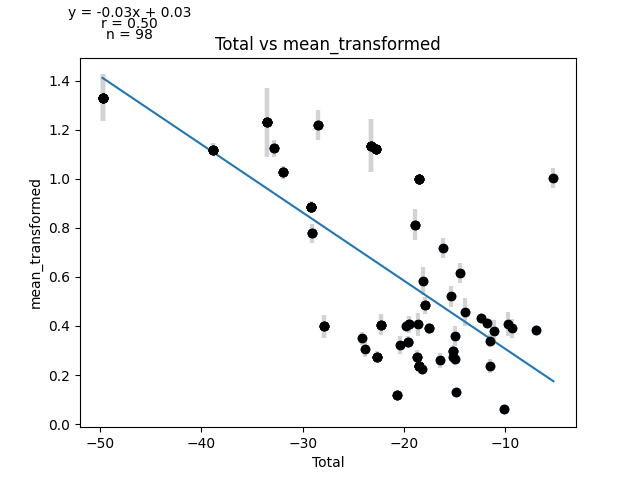 y = -0.03x + 0.03
r = 0.50
n = 98
Total vs mean_transformed
1.4
1.2
1.0
0.8
0.6
0.4
0.2
0.0
mean_transformed
−50
−40
−30
−20
−10
Total